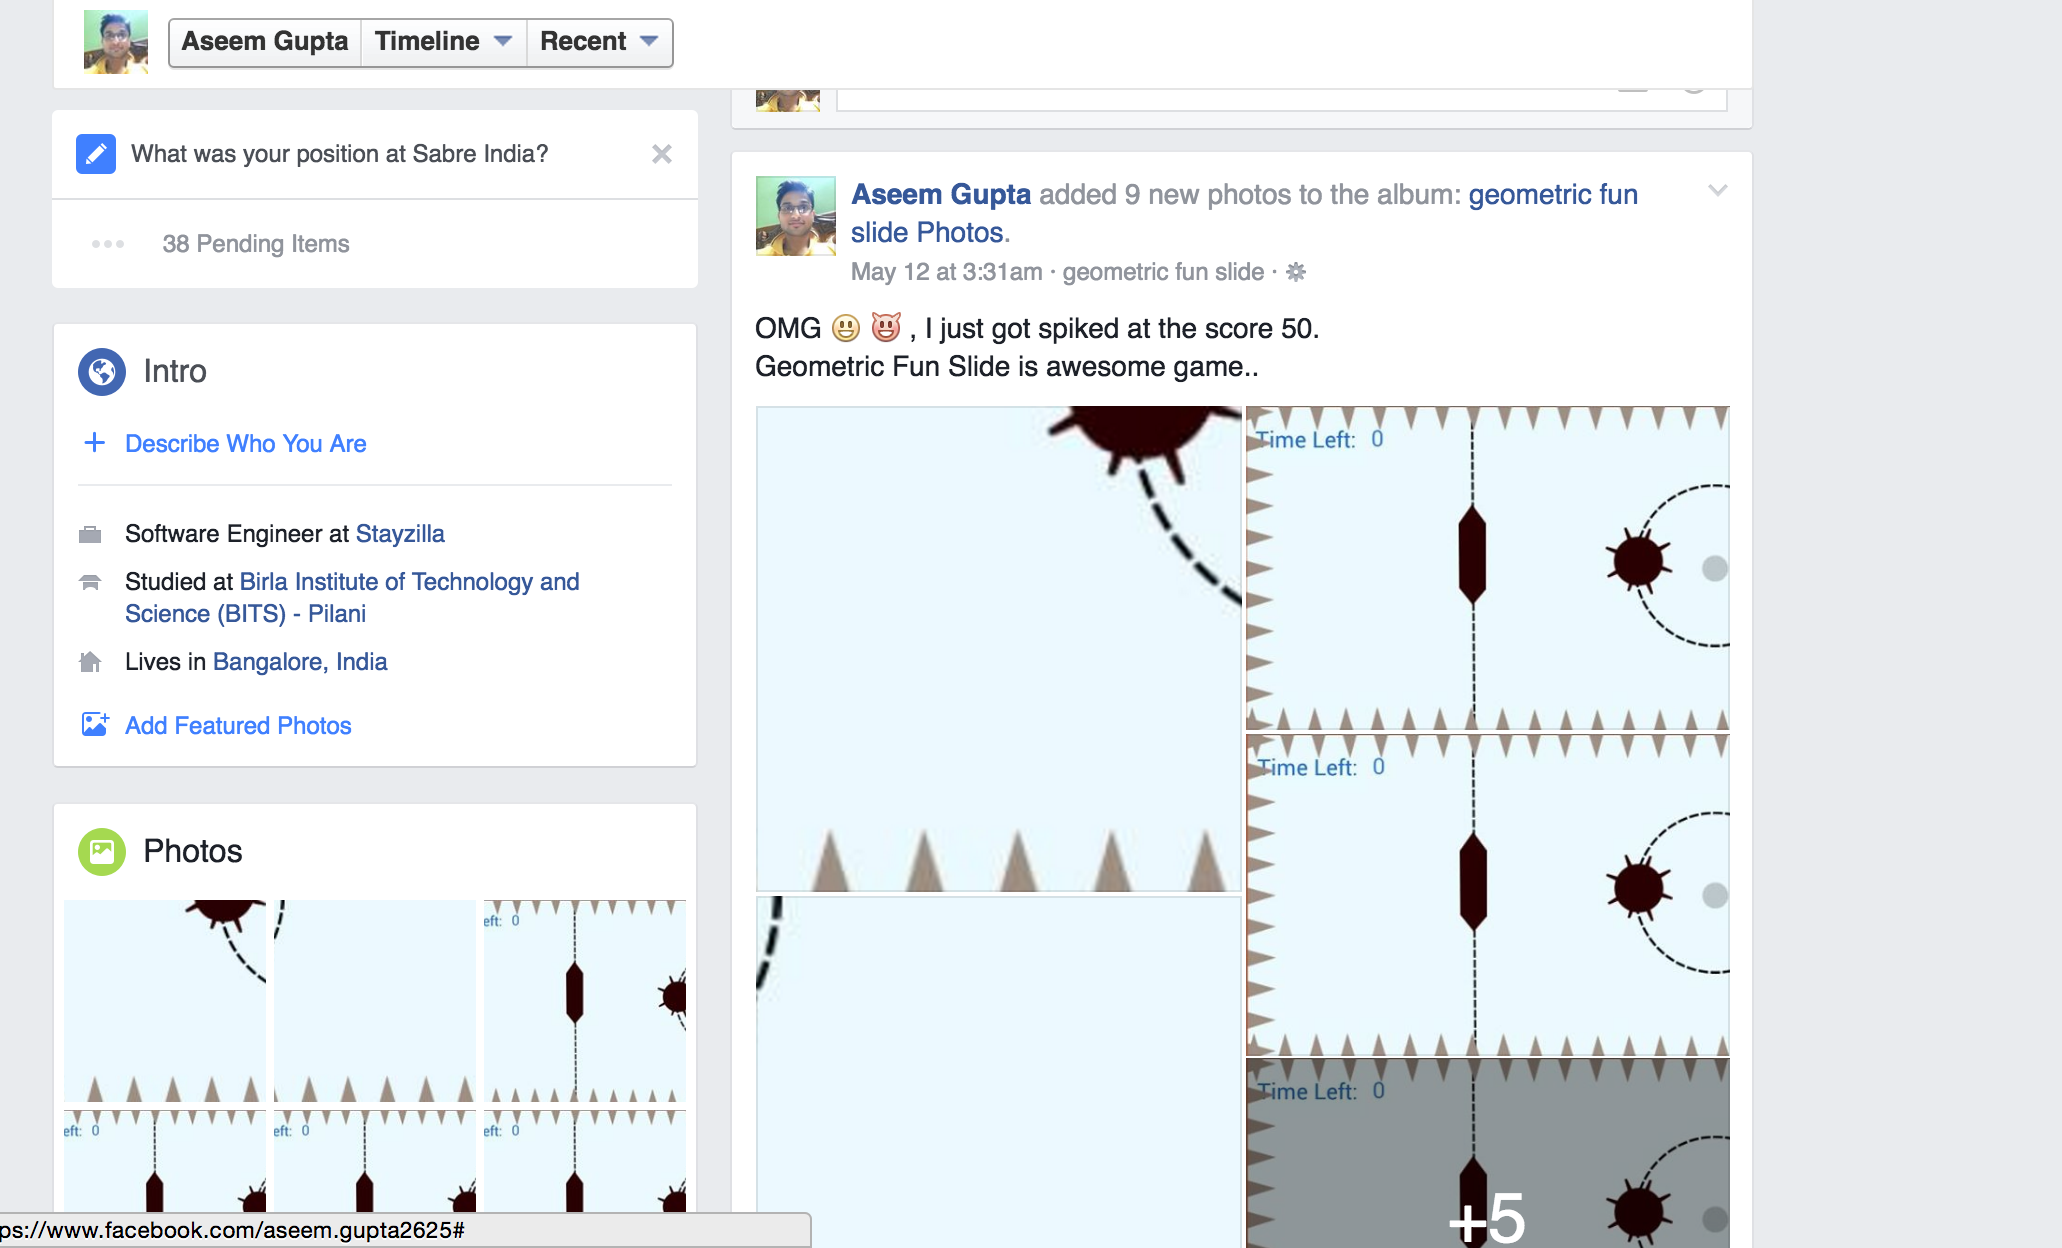 Aseem Gupta Timeline Recent
What was your position at Sabre India?
38 Pending Items
Intro
Describe Who You Are
Software Engineer at Stayzilla
Studied at Birla Institute of Technology and
Science (BITS) - Pilani
Lives in Bangalore, India
Add Featured Photos
Photos
eft: 0
eft: 0
eft: 0
eft: 0
ps://www.facebook.com/aseem.gupta2625#
Aseem Gupta added 9 new photos to the album: geometric fun
slide Photos.
May 12 at 3:31am · geometric fun slide ·
OMG 😀 😈 , I just got spiked at the score 50.
Geometric Fun Slide is awesome game..
Time Left: 0
Time Left: 0
Time Left: 0
+5